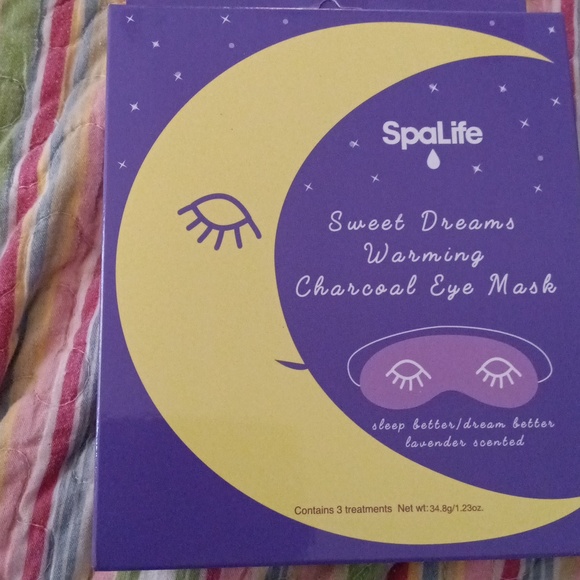 SpaLife
Sweet Dreams
Warming
Charcoal Eye Mask
sleep better/dream better
lavender scented
Contains 3 treatments Net wt: 34.8g/1.23oz.